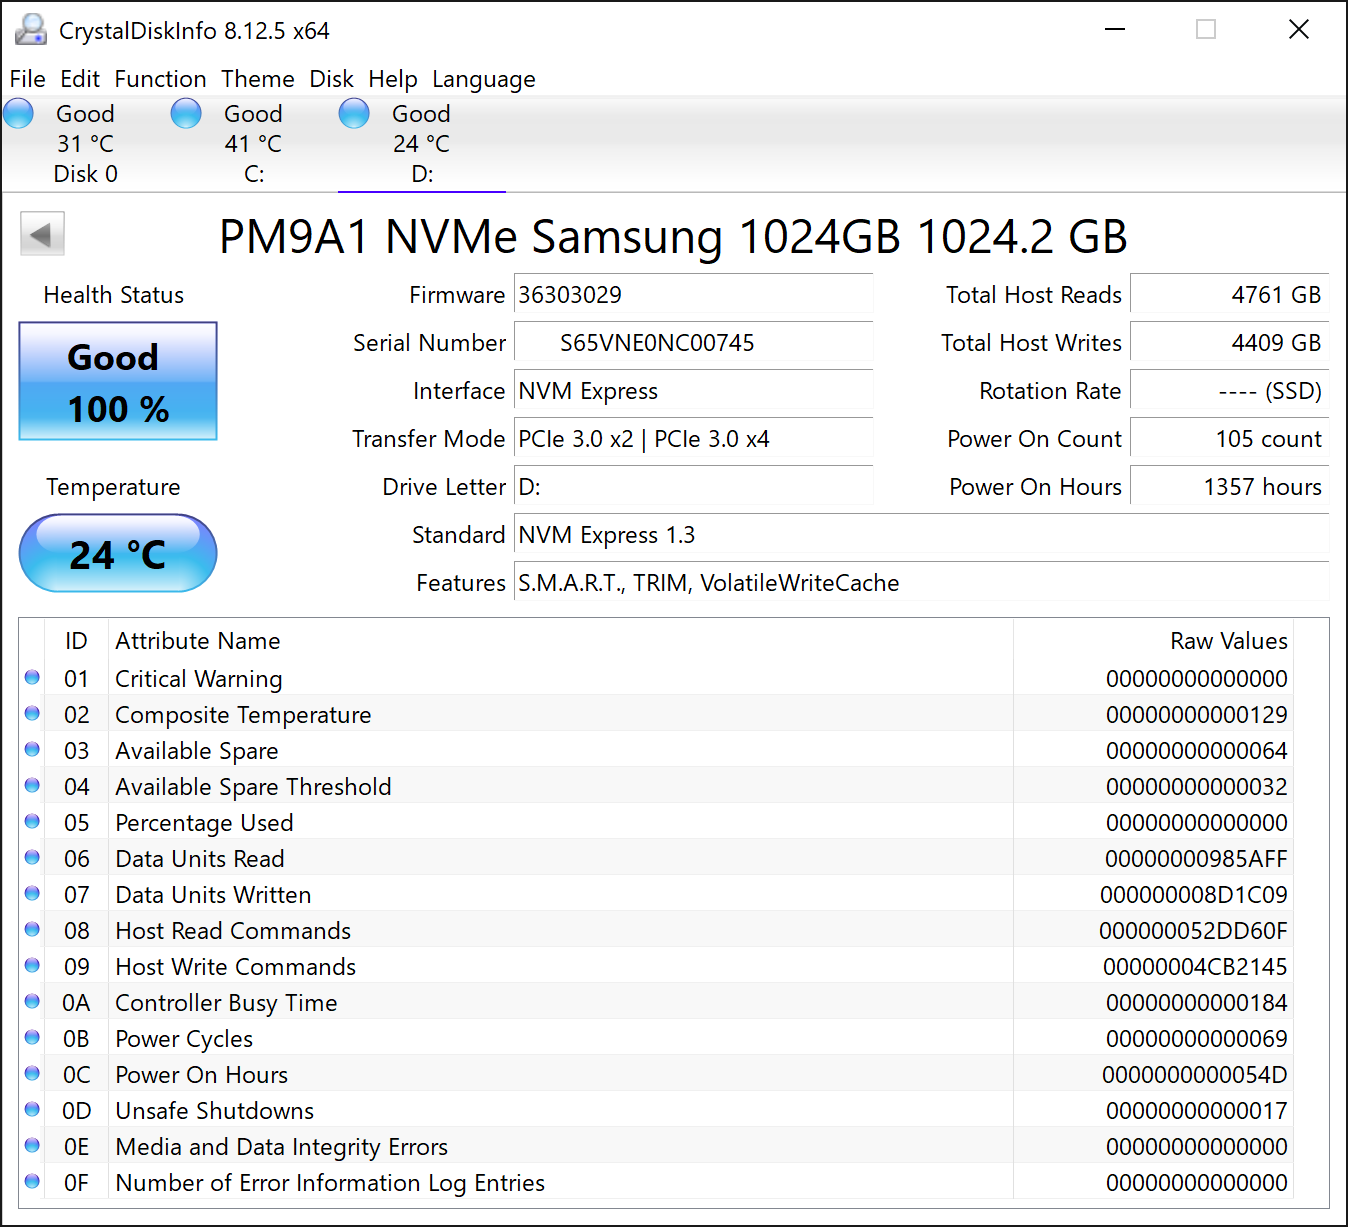 CrystalDiskInfo 8.12.5 x64
File Edit Function Theme Disk Help Language
Good Good Good
31 °C 41 °C 24 °C
Disk 0 C: D:
PM9A1 NVMe Samsung 1024GB 1024.2 GB
Health Status
Good
100 %
Temperature
24 °C
Firmware 36303029
Serial Number S65VNE0NC00745
Interface NVM Express
Transfer Mode PCIe 3.0 x2 | PCIe 3.0 x4
Drive Letter D:
Standard NVM Express 1.3
Features S.M.A.R.T., TRIM, VolatileWriteCache
Total Host Reads 4761 GB
Total Host Writes 4409 GB
Rotation Rate ---- (SSD)
Power On Count 105 count
Power On Hours 1357 hours
ID Attribute Name Raw Values
01 Critical Warning 00000000000000
02 Composite Temperature 00000000000129
03 Available Spare 00000000000064
04 Available Spare Threshold 00000000000032
05 Percentage Used 00000000000000
06 Data Units Read 00000000985AFF
07 Data Units Written 000000008D1C09
08 Host Read Commands 000000052DD60F
09 Host Write Commands 00000004CB2145
0A Controller Busy Time 00000000000184
0B Power Cycles 00000000000069
0C Power On Hours 0000000000054D
0D Unsafe Shutdowns 00000000000017
0E Media and Data Integrity Errors 00000000000000
0F Number of Error Information Log Entries 00000000000000